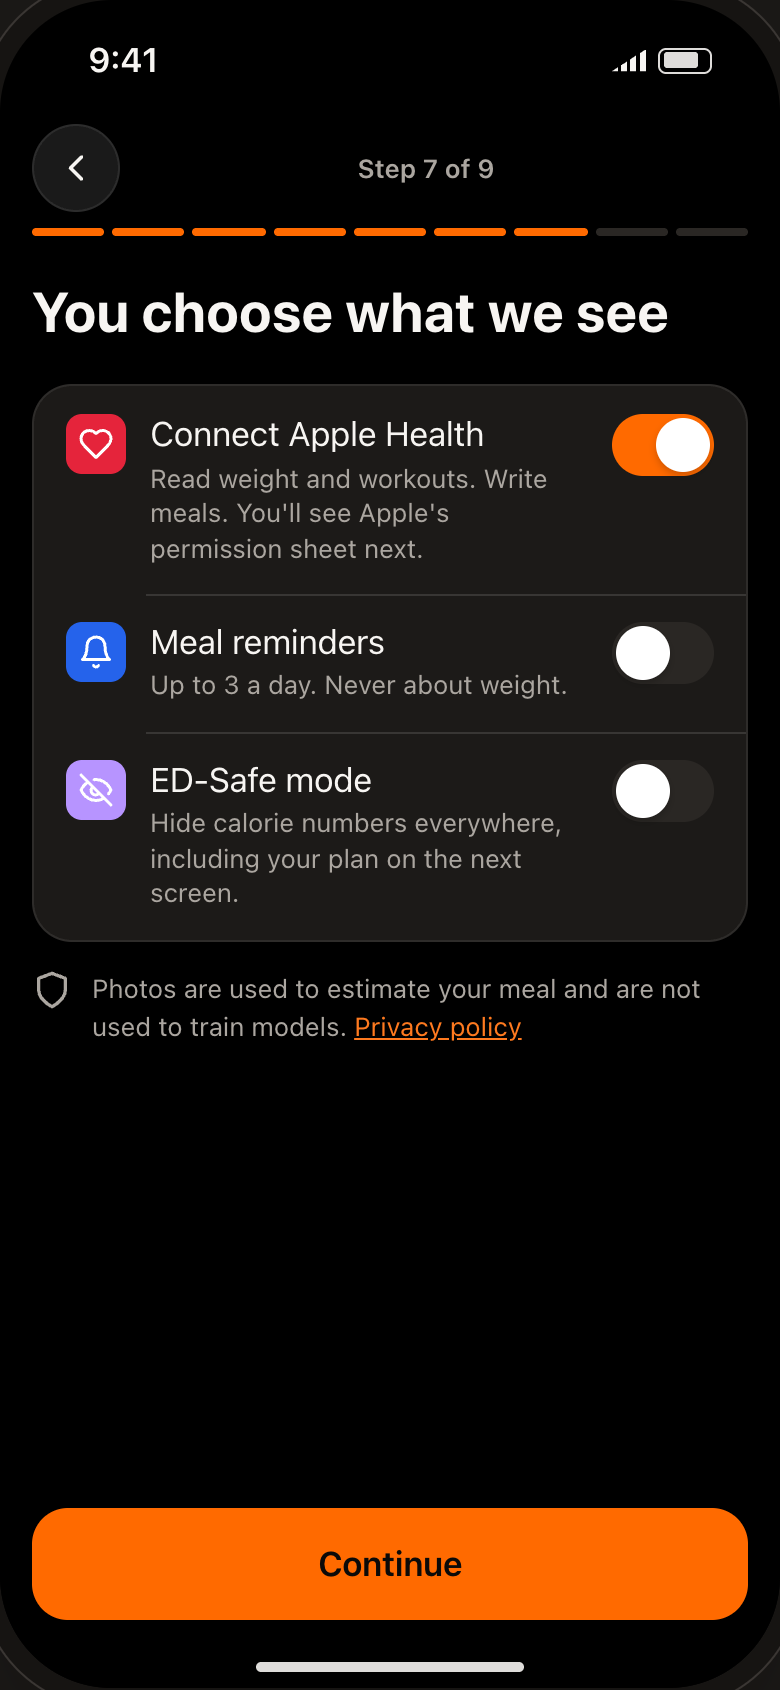 9:41
Step 7 of 9
You choose what we see
Connect Apple Health
Read weight and workouts. Write
meals. You'll see Apple's
permission sheet next.
Meal reminders
Up to 3 a day. Never about weight.
ED-Safe mode
Hide calorie numbers everywhere,
including your plan on the next
screen.
Photos are used to estimate your meal and are not
used to train models. Privacy policy
Continue